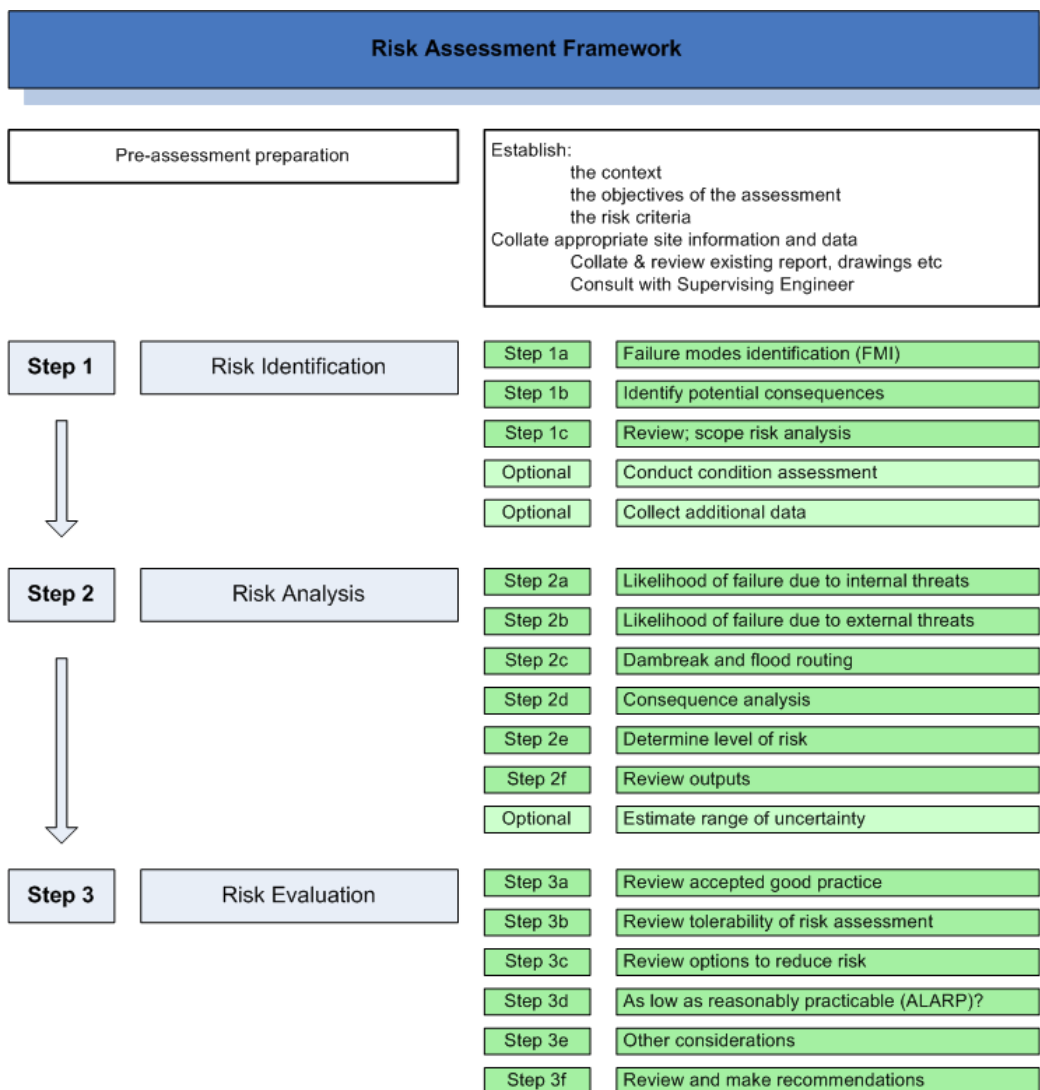 Risk Assessment Framework
Pre-assessment preparation
Establish:
the context
the objectives of the assessment
the risk criteria
Collate appropriate site information and data
Collate & review existing report, drawings etc
Consult with Supervising Engineer
Step 1
Risk Identification
Step 1a
Failure modes identification (FMI)
Step 1b
Identify potential consequences
Step 1c
Review; scope risk analysis
Optional
Conduct condition assessment
Optional
Collect additional data
Step 2
Risk Analysis
Step 2a
Likelihood of failure due to internal threats
Step 2b
Likelihood of failure due to external threats
Step 2c
Dambreak and flood routing
Step 2d
Consequence analysis
Step 2e
Determine level of risk
Step 2f
Review outputs
Optional
Estimate range of uncertainty
Step 3
Risk Evaluation
Step 3a
Review accepted good practice
Step 3b
Review tolerability of risk assessment
Step 3c
Review options to reduce risk
Step 3d
As low as reasonably practicable (ALARP)?
Step 3e
Other considerations
Step 3f
Review and make recommendations